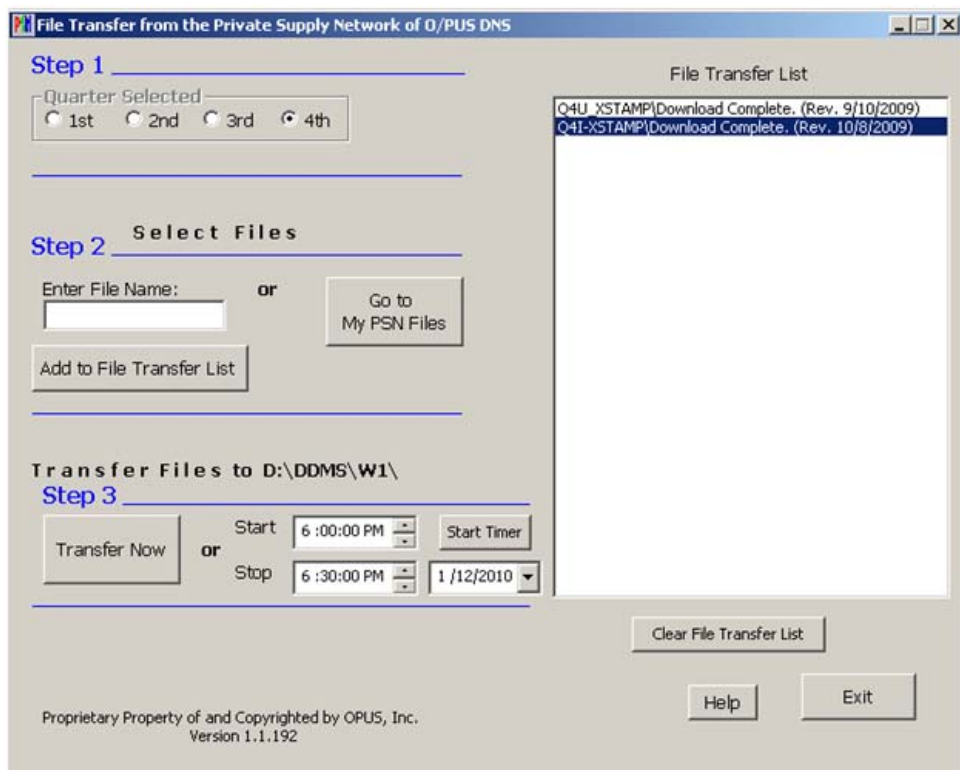 File Transfer from the Private Supply Network of O/PUS DNS
Step 1
Quarter Selected
1st 2nd 3rd 4th
Select Files
Step 2
Enter File Name:
or
Go to
My PSN Files
Add to File Transfer List
Transfer Files to D:\DDMS\W1\
Step 3
Transfer Now
or
Start
6 :00:00 PM
Start Timer
Stop
6 :30:00 PM
1 /12/2010
File Transfer List
Q4U_XSTAMP\Download Complete. (Rev. 9/10/2009)
Q4I-XSTAMP\Download Complete. (Rev. 10/8/2009)
Clear File Transfer List
Help
Exit
Proprietary Property of and Copyrighted by OPUS, Inc.
Version 1.1.192